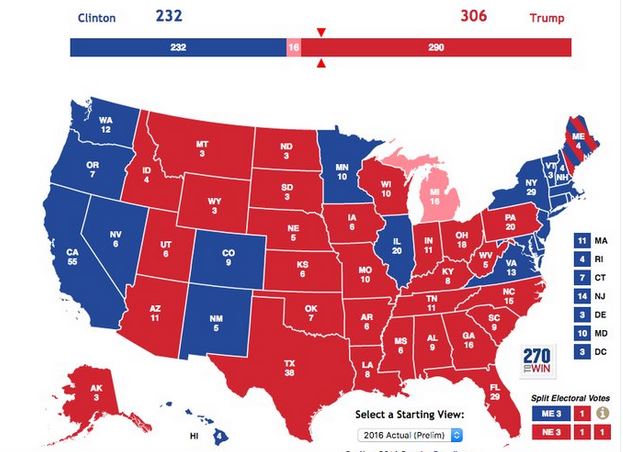 Clinton 232 306 Trump
232 16 290
WA
12
OR
7
CA
55
NV
6
ID
4
MT
3
WY
3
UT
6
AZ
11
CO
9
NM
5
ND
3
SD
3
NE
5
KS
6
OK
7
TX
38
MN
10
IA
6
MO
10
AR
6
LA
8
WI
10
IL
20
MI
16
IN
11
OH
18
KY
8
TN
11
MS
6
AL
9
GA
16
FL
29
SC
9
NC
15
VA
13
WV
5
PA
20
NY
29
VT
3
4
NH
ME
4
AK
3
HI 4
11 MA
4 RI
7 CT
14 NJ
3 DE
10 MD
3 DC
270
TO WIN
Split Electoral Votes
ME 3 1 i
NE 3 1 1
Select a Starting View:
2016 Actual (Prelim)